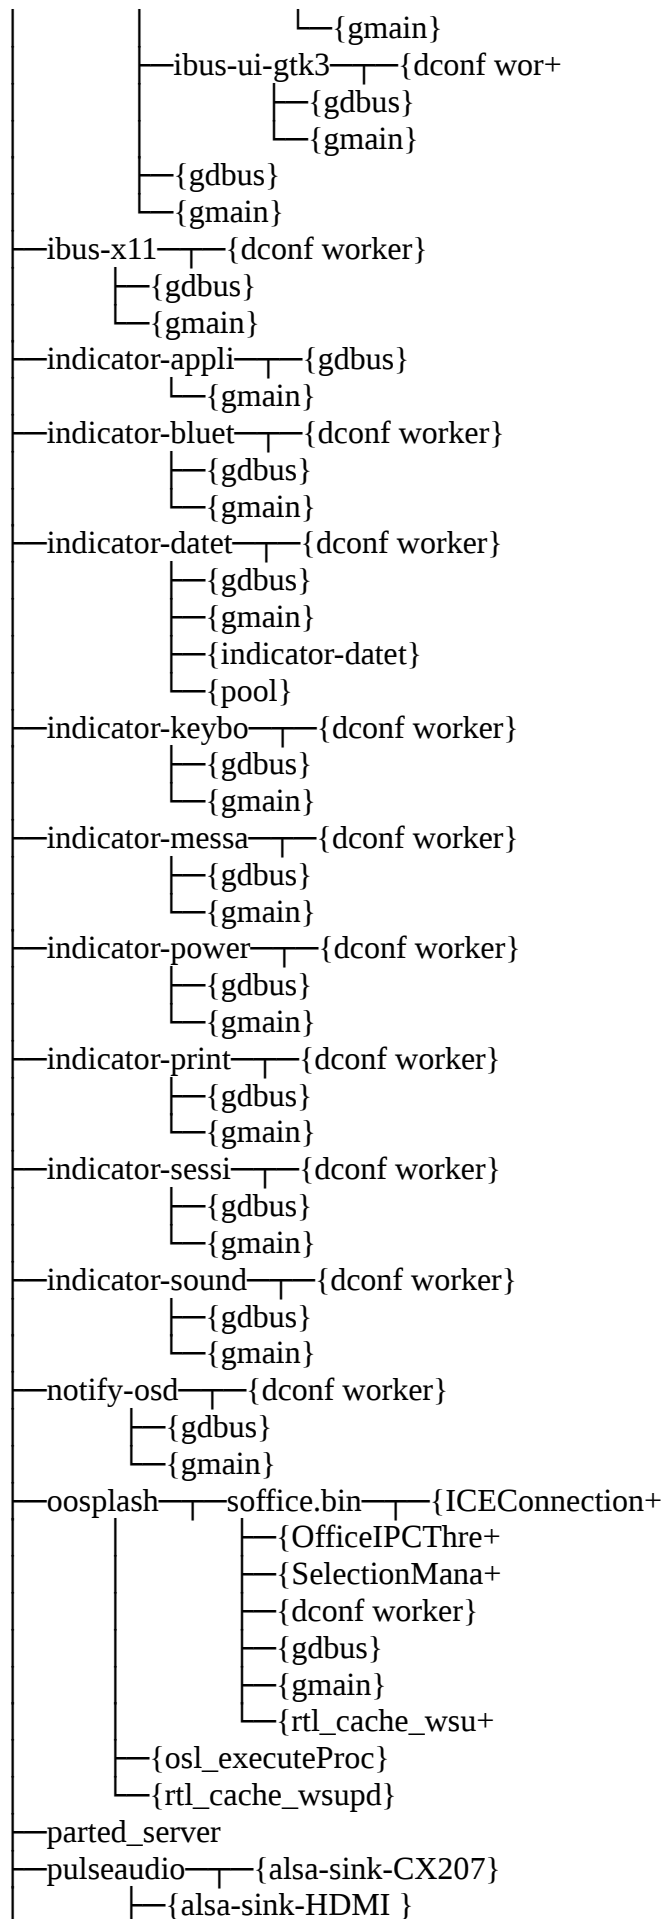 │               │                   └─{gmain}
│               ├─ibus-ui-gtk3─┬─{dconf wor+
│               │              ├─{gdbus}
│               │              └─{gmain}
│               ├─{gdbus}
│               └─{gmain}
├─ibus-x11─┬─{dconf worker}
│          ├─{gdbus}
│          └─{gmain}
├─indicator-appli─┬─{gdbus}
│                 └─{gmain}
├─indicator-bluet─┬─{dconf worker}
│                 ├─{gdbus}
│                 └─{gmain}
├─indicator-datet─┬─{dconf worker}
│                 ├─{gdbus}
│                 ├─{gmain}
│                 ├─{indicator-datet}
│                 └─{pool}
├─indicator-keybo─┬─{dconf worker}
│                 ├─{gdbus}
│                 └─{gmain}
├─indicator-messa─┬─{dconf worker}
│                 ├─{gdbus}
│                 └─{gmain}
├─indicator-power─┬─{dconf worker}
│                 ├─{gdbus}
│                 └─{gmain}
├─indicator-print─┬─{dconf worker}
│                 ├─{gdbus}
│                 └─{gmain}
├─indicator-sessi─┬─{dconf worker}
│                 ├─{gdbus}
│                 └─{gmain}
├─indicator-sound─┬─{dconf worker}
│                 ├─{gdbus}
│                 └─{gmain}
├─notify-osd─┬─{dconf worker}
│            ├─{gdbus}
│            └─{gmain}
├─oosplash─┬─soffice.bin─┬─{ICEConnection+
│          │             ├─{OfficeIPCThre+
│          │             ├─{SelectionMana+
│          │             ├─{dconf worker}
│          │             ├─{gdbus}
│          │             ├─{gmain}
│          │             └─{rtl_cache_wsu+
│          ├─{osl_executeProc}
│          └─{rtl_cache_wsupd}
├─parted_server
├─pulseaudio─┬─{alsa-sink-CX207}
│            ├─{alsa-sink-HDMI }